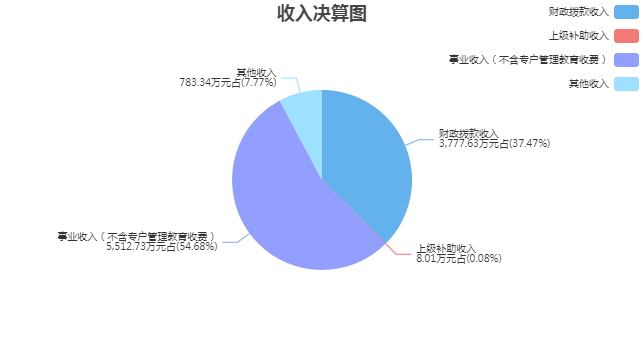 收入决算图
财政拨款收入
上级补助收入
事业收入（不含专户管理教育收费）
其他收入
其他收入
783.34万元占(7.77%)
财政拨款收入
3,777.63万元占(37.47%)
事业收入（不含专户管理教育收费）
5,512.73万元占(54.68%)
上级补助收入
8.01万元占(0.08%)